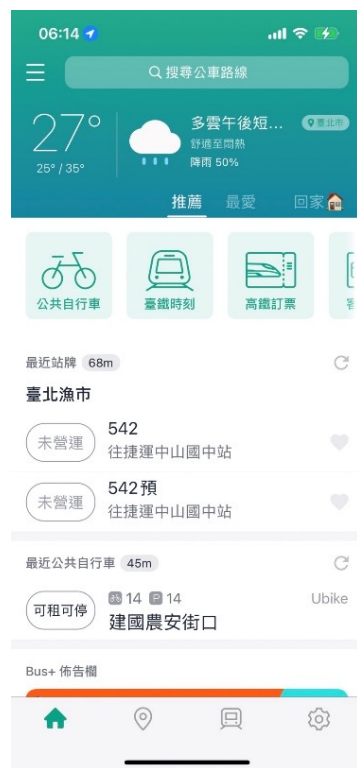 06:14
搜尋公車路線
27°
25° / 35°
多雲午後短...
臺北市
舒適至悶熱
降雨 50%
推薦
最愛
回家
公共自行車
臺鐵時刻
高鐵訂票
最近站牌 68m
臺北漁市
未營運
542
往捷運中山國中站
未營運
542預
往捷運中山國中站
最近公共自行車 45m
可租可停
14 P 14
Ubike
建國農安街口
Bus+ 佈告欄